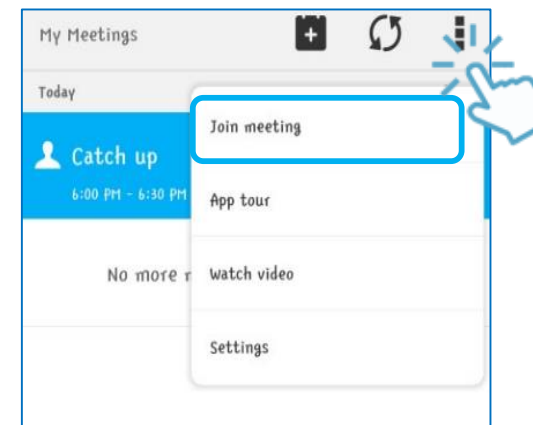 My Meetings
Today
Catch up
6:00 PM - 6:30 PM
No more
Join meeting
App tour
Watch video
Settings